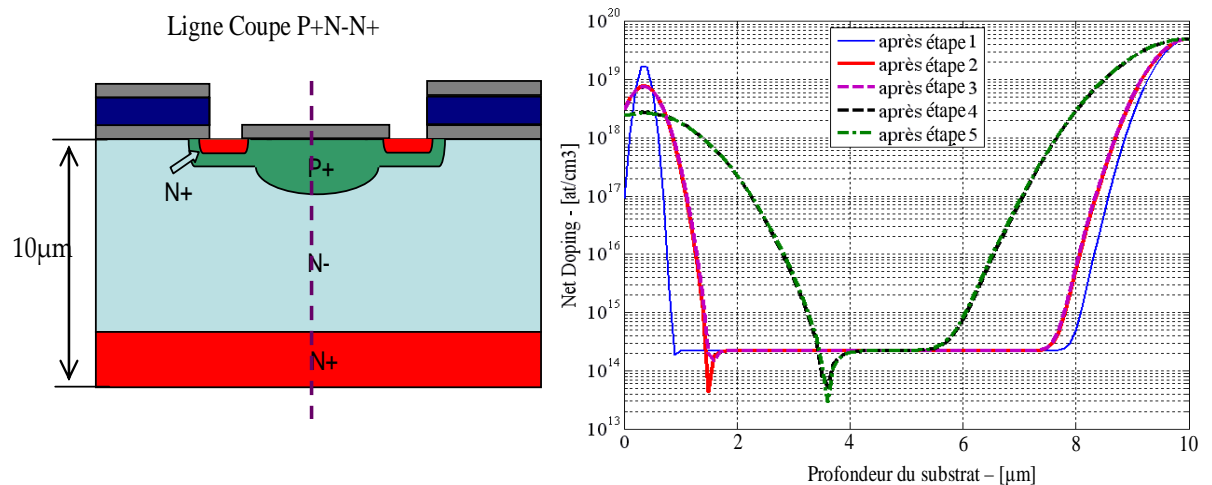 Ligne Coupe P+N-N+
P+
N+
10µm
N-
N+
après étape 1
après étape 2
après étape 3
après étape 4
après étape 5
Net Doping - [at/cm3]
10^20
10^19
10^18
10^17
10^16
10^15
10^14
10^13
0 2 4 6 8 10
Profondeur du substrat – [µm]